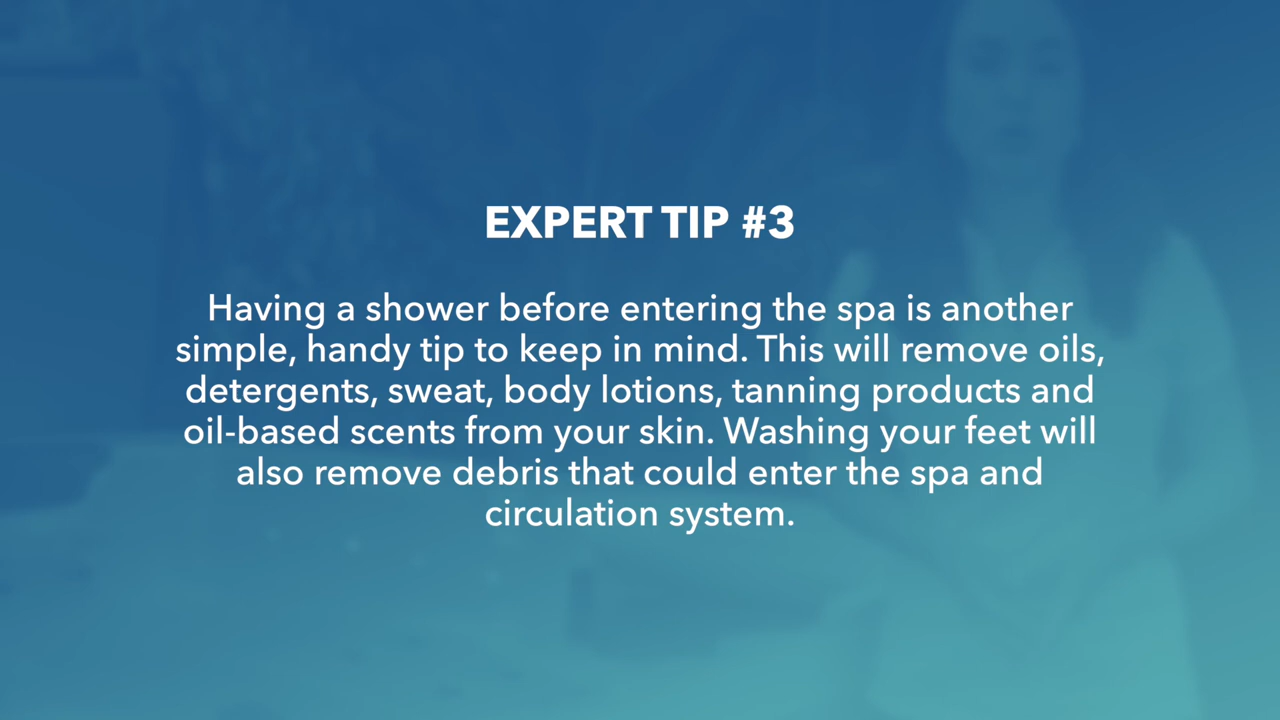 EXPERT TIP #3
Having a shower before entering the spa is another
simple, handy tip to keep in mind. This will remove oils,
detergents, sweat, body lotions, tanning products and
oil-based scents from your skin. Washing your feet will
also remove debris that could enter the spa and
circulation system.